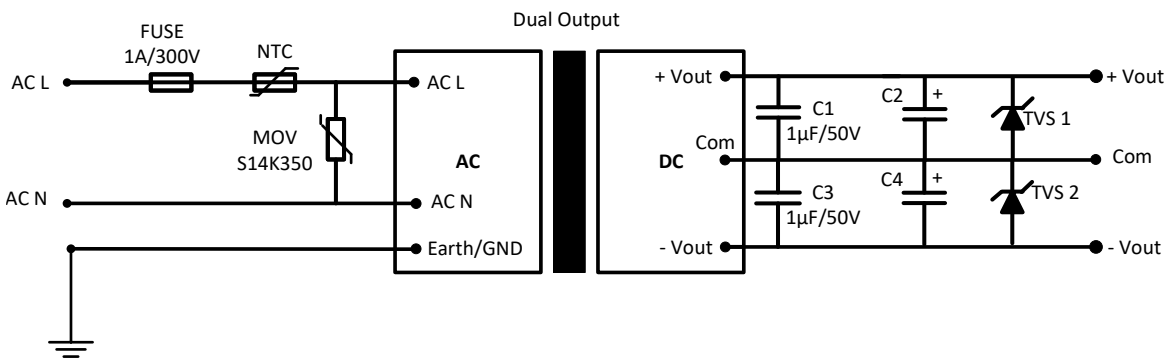 Dual Output
FUSE
1A/300V
NTC
AC L
AC L
MOV
S14K350
AC
AC N
AC N
Earth/GND
+ Vout
C1
1µF/50V
C2
+
TVS 1
+ Vout
Com
DC
Com
C3
1µF/50V
C4
+
TVS 2
- Vout
- Vout